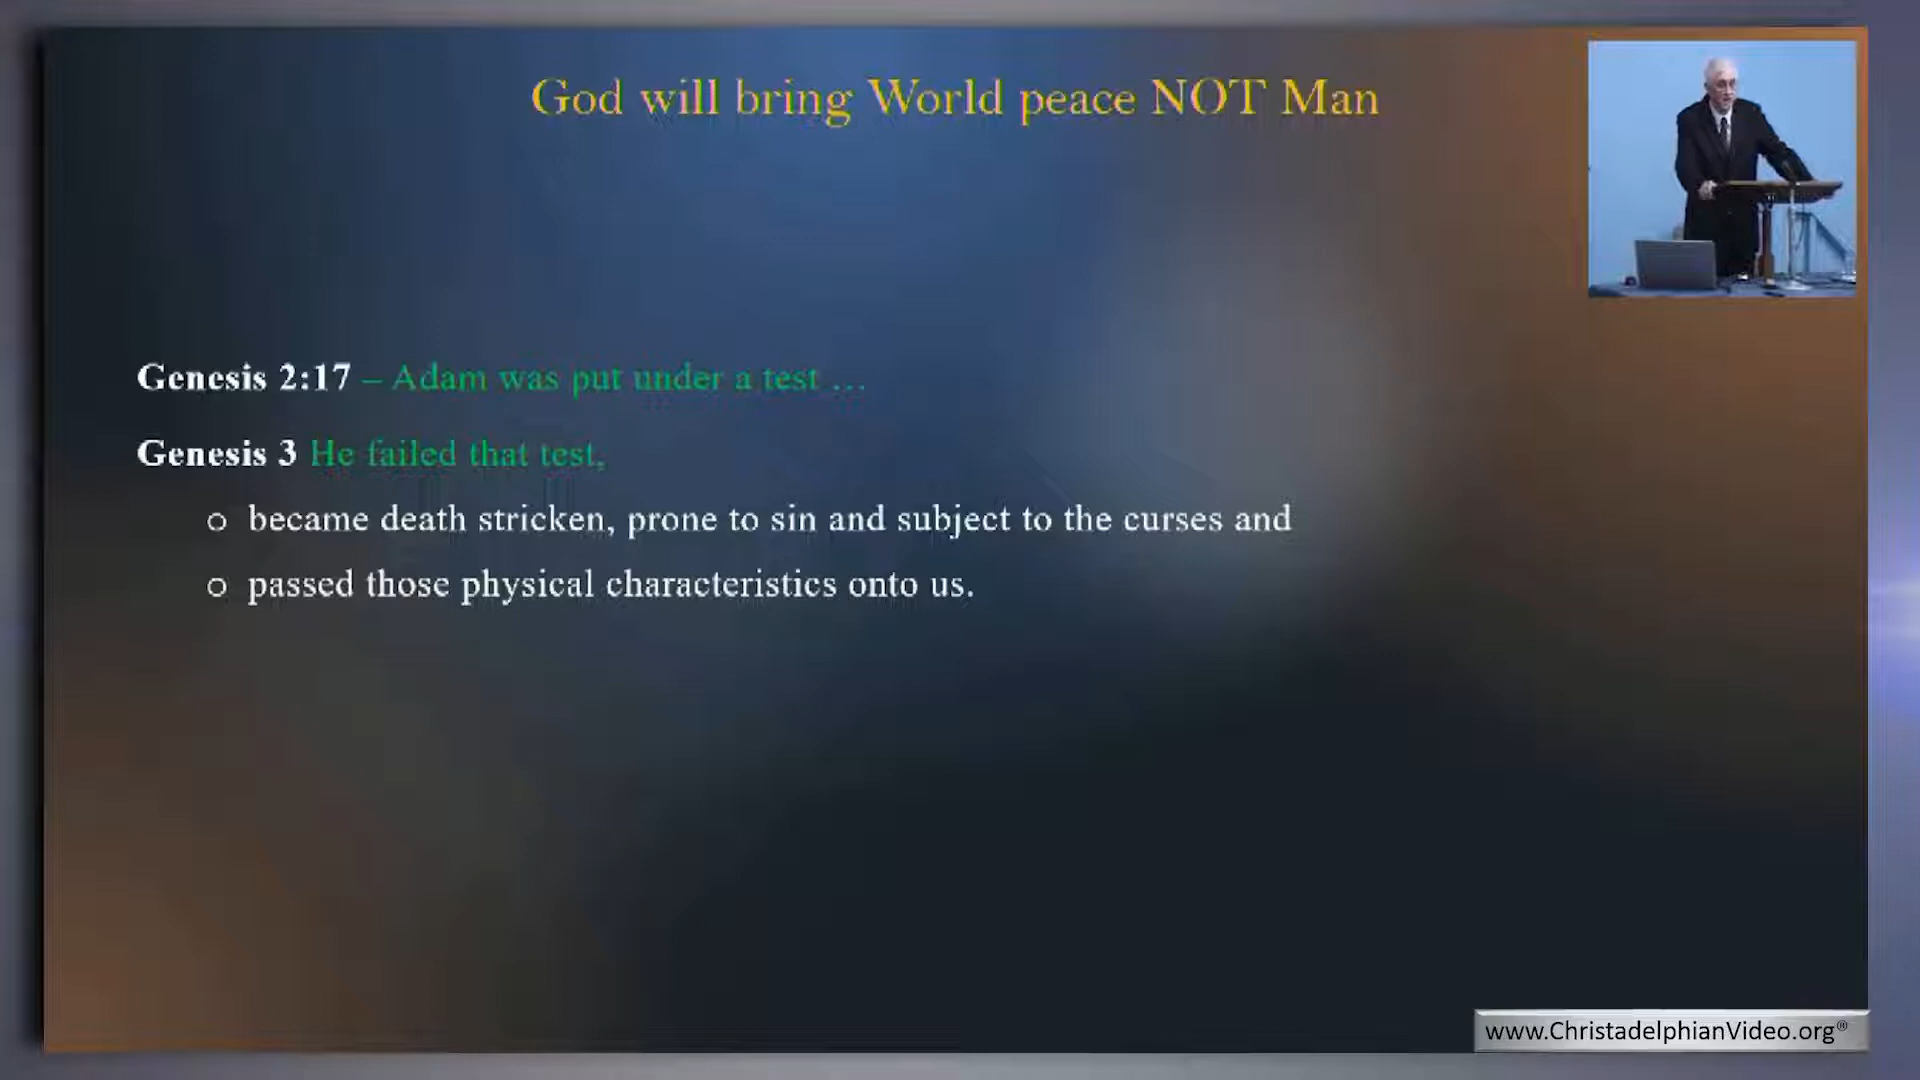 God will bring World peace NOT Man
Genesis 2:17 – Adam was put under a test …
Genesis 3 He failed that test,
o became death stricken, prone to sin and subject to the curses and
o passed those physical characteristics onto us.
www.ChristadelphianVideo.org®